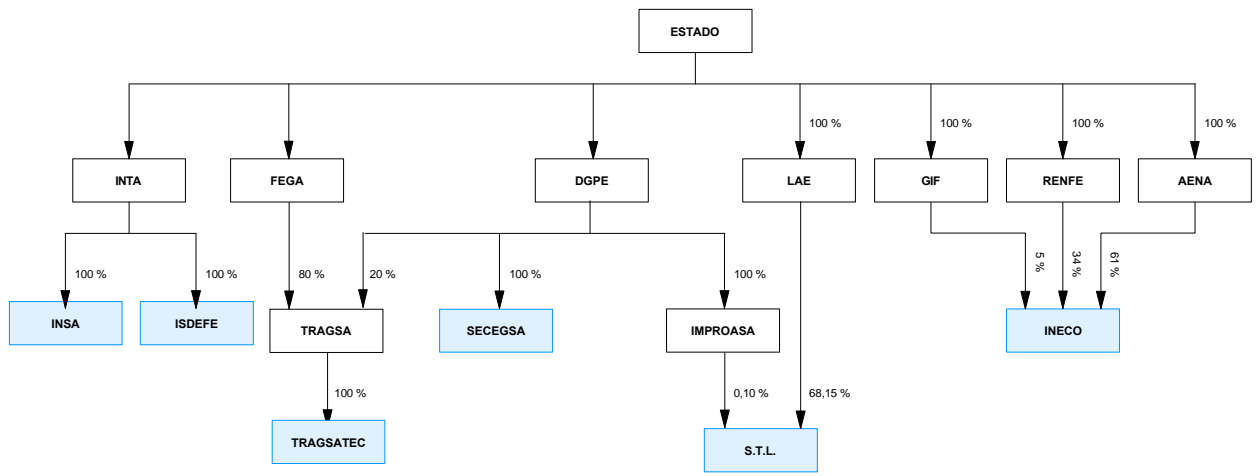 ESTADO
100 %
100 %
100 %
100 %
INTA
FEGA
DGPE
LAE
GIF
RENFE
AENA
5 %
34 %
61 %
100 %
100 %
80 %
20 %
100 %
100 %
INSA
ISDEFE
TRAGSA
SECEGSA
IMPROASA
INECO
100 %
0,10 %
68,15 %
TRAGSATEC
S.T.L.